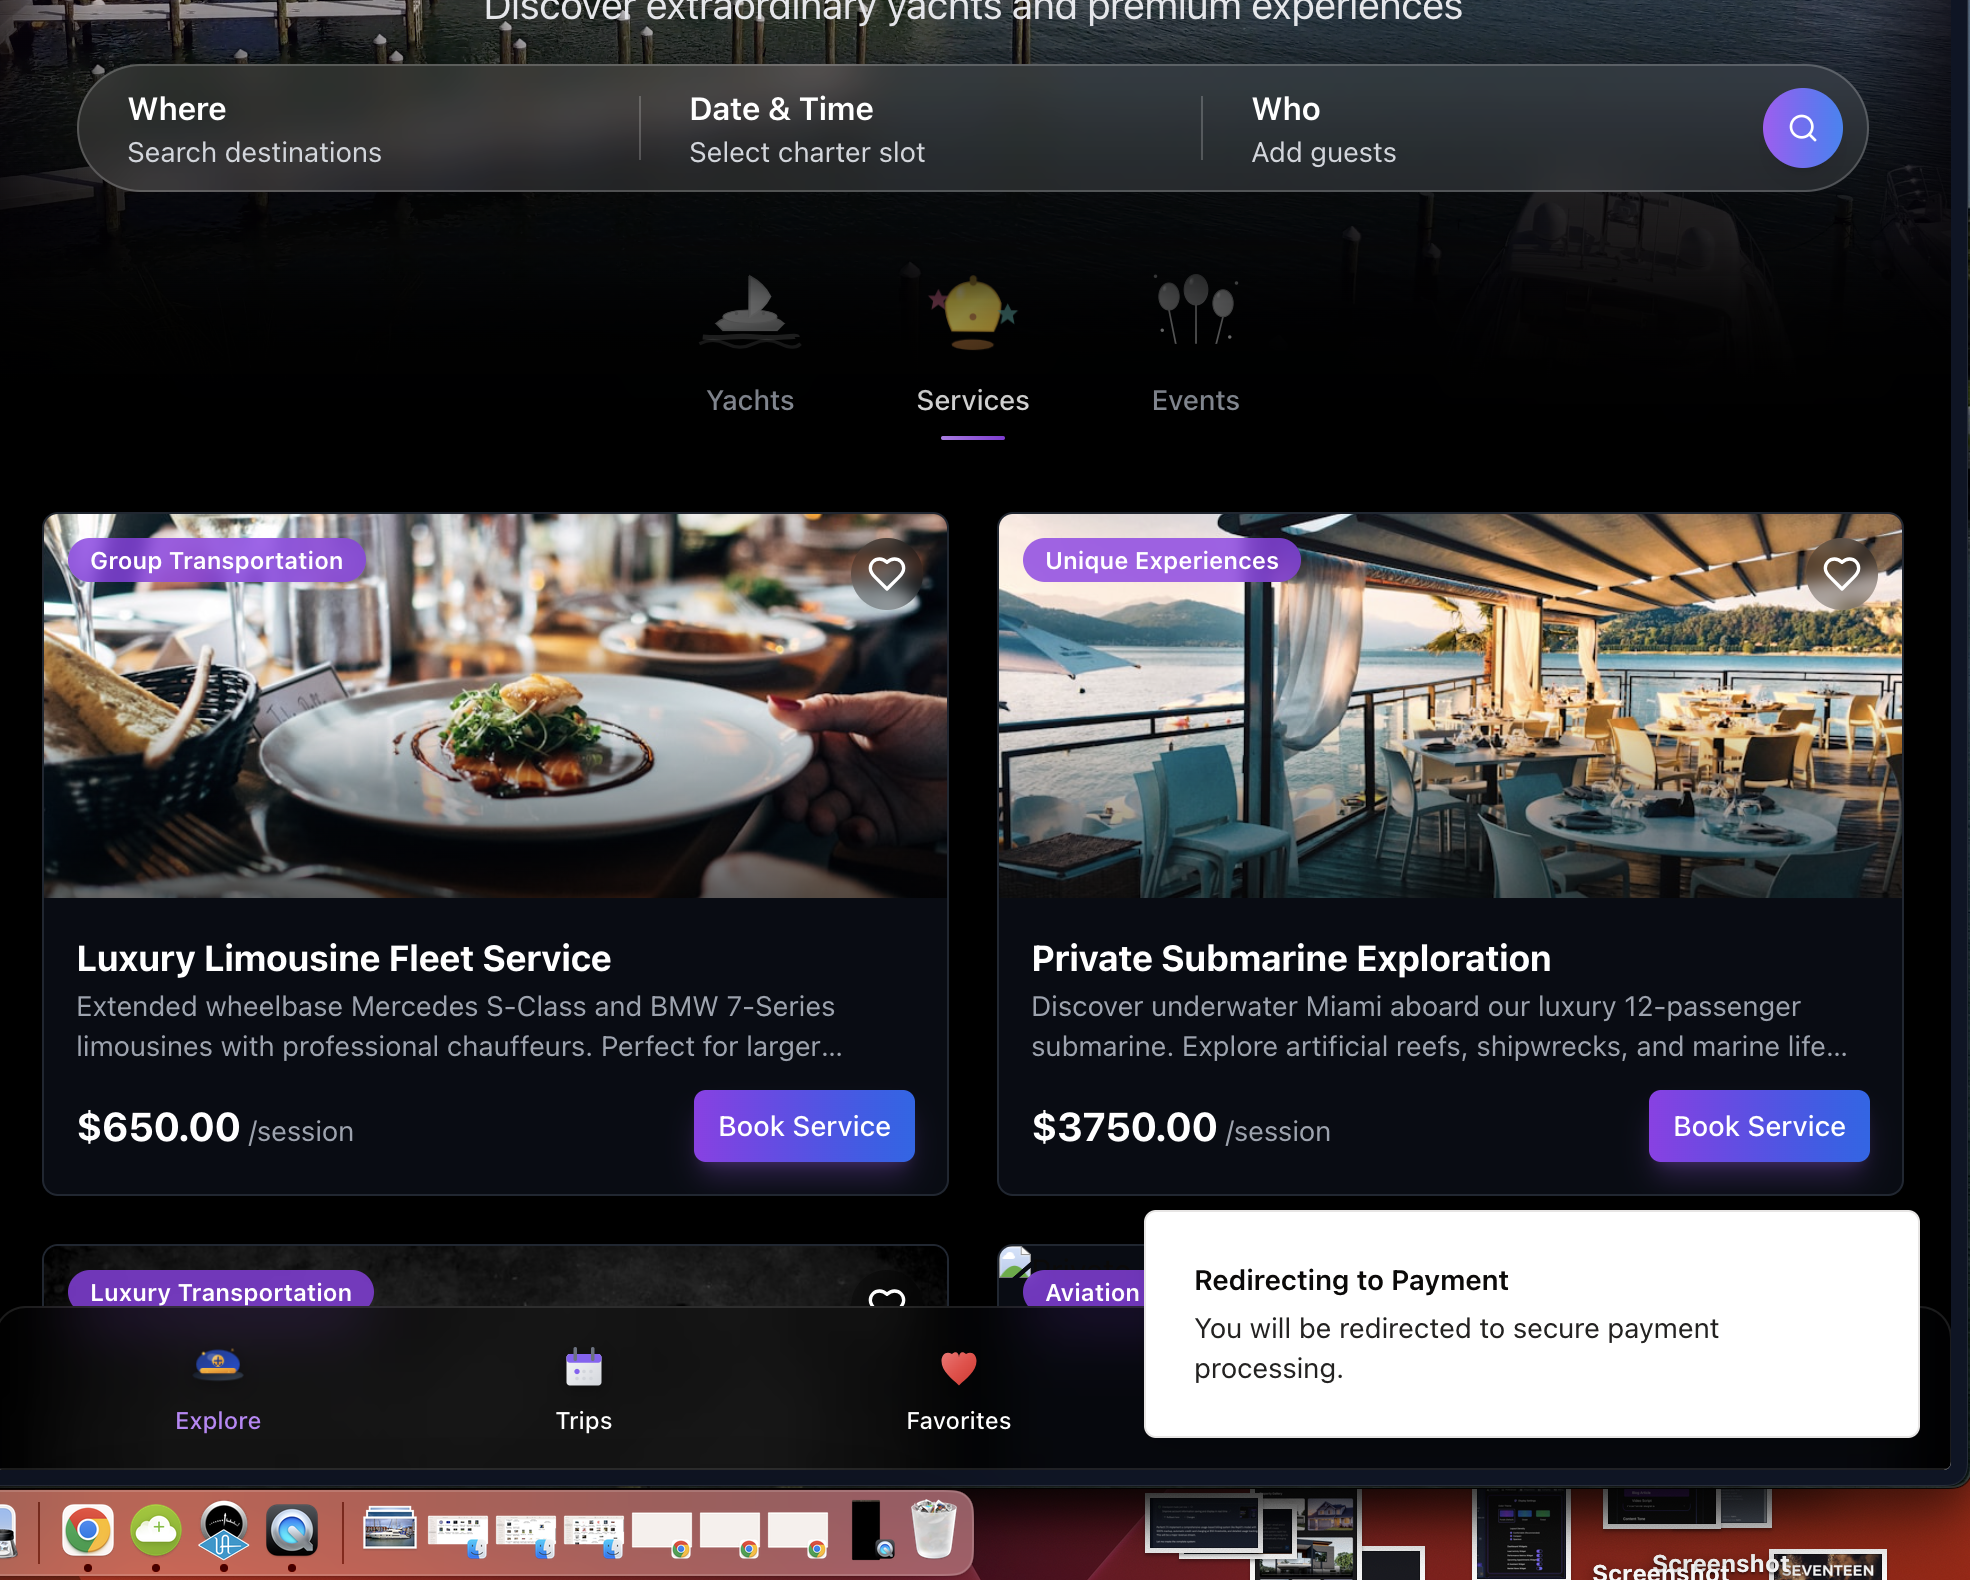 Discover extraordinary yachts and premium experiences
Where
Search destinations
Date & Time
Select charter slot
Who
Add guests
Yachts
Services
Events
Group Transportation
Luxury Limousine Fleet Service
Extended wheelbase Mercedes S-Class and BMW 7-Series
limousines with professional chauffeurs. Perfect for larger...
$650.00 /session
Book Service
Unique Experiences
Private Submarine Exploration
Discover underwater Miami aboard our luxury 12-passenger
submarine. Explore artificial reefs, shipwrecks, and marine life...
$3750.00 /session
Book Service
Luxury Transportation
Aviation
Redirecting to Payment
You will be redirected to secure payment
processing.
Explore
Trips
Favorites
Screenshot
Screenshot
SEVENTEEN